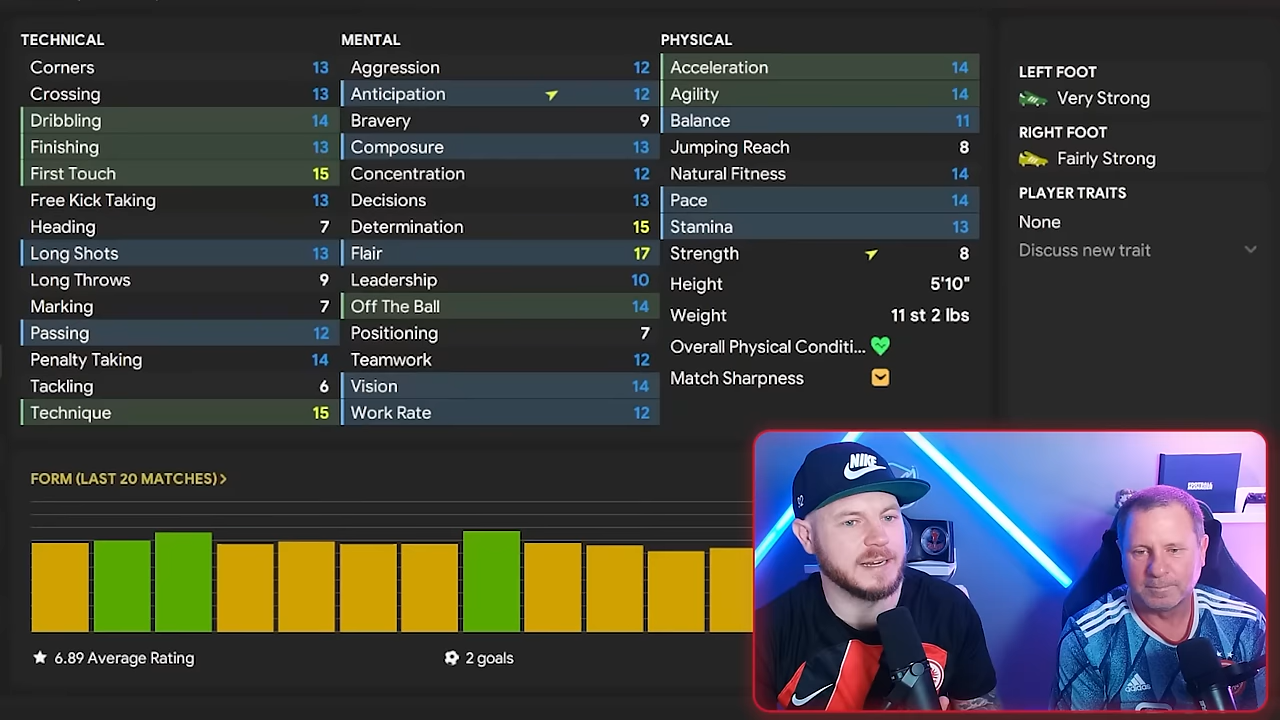 TECHNICAL
Corners 13
Crossing 13
Dribbling 14
Finishing 13
First Touch 15
Free Kick Taking 13
Heading 7
Long Shots 13
Long Throws 9
Marking 7
Passing 12
Penalty Taking 14
Tackling 6
Technique 15
MENTAL
Aggression 12
Anticipation 12
Bravery 9
Composure 13
Concentration 12
Decisions 13
Determination 15
Flair 17
Leadership 10
Off The Ball 14
Positioning 7
Teamwork 12
Vision 14
Work Rate 12
PHYSICAL
Acceleration 14
Agility 14
Balance 11
Jumping Reach 8
Natural Fitness 14
Pace 14
Stamina 13
Strength 8
Height 5'10"
Weight 11 st 2 lbs
Overall Physical Conditi...
Match Sharpness
LEFT FOOT
Very Strong
RIGHT FOOT
Fairly Strong
PLAYER TRAITS
None
Discuss new trait
FORM (LAST 20 MATCHES) >
6.89 Average Rating
2 goals
NIKE
adidas